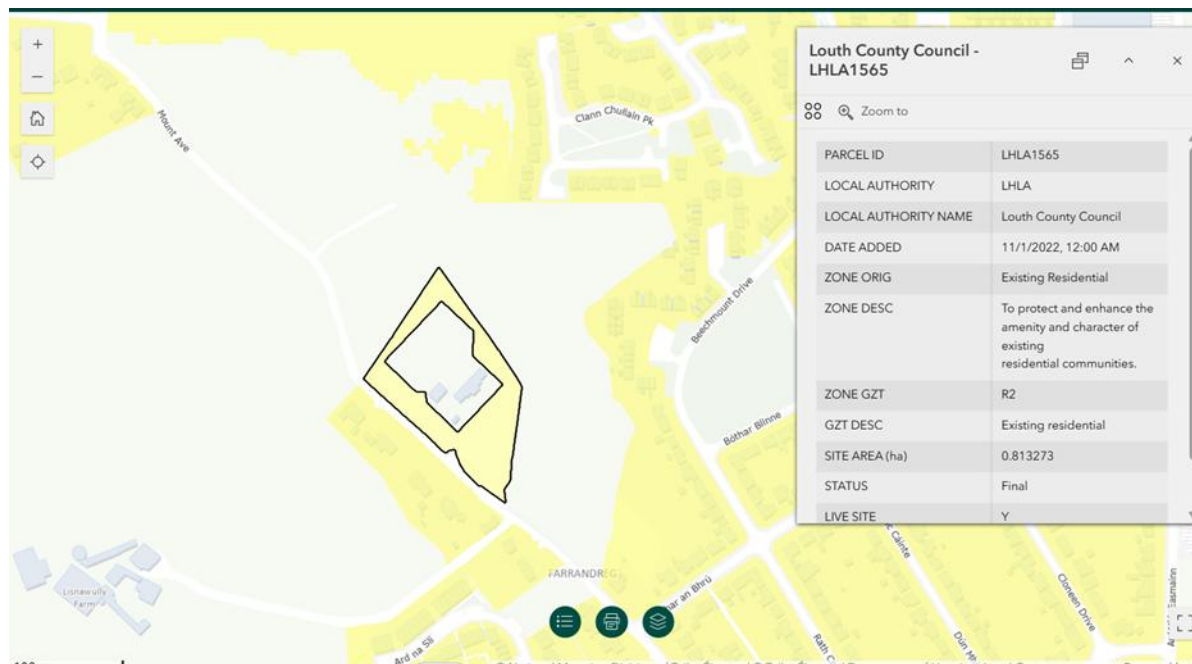 Louth County Council -
LHLA1565
Zoom to
PARCEL ID LHLA1565
LOCAL AUTHORITY LHLA
LOCAL AUTHORITY NAME Louth County Council
DATE ADDED 11/1/2022, 12:00 AM
ZONE ORIG Existing Residential
ZONE DESC To protect and enhance the
amenity and character of
existing
residential communities.
ZONE GZT R2
GZT DESC Existing residential
SITE AREA (ha) 0.813273
STATUS Final
LIVE SITE Y
Mount Ave
Clann Chullain Pk
Beechmount Drive
Bóthar Blinne
Lisnawully
Farm
Ard na Sí
Cloneen Drive